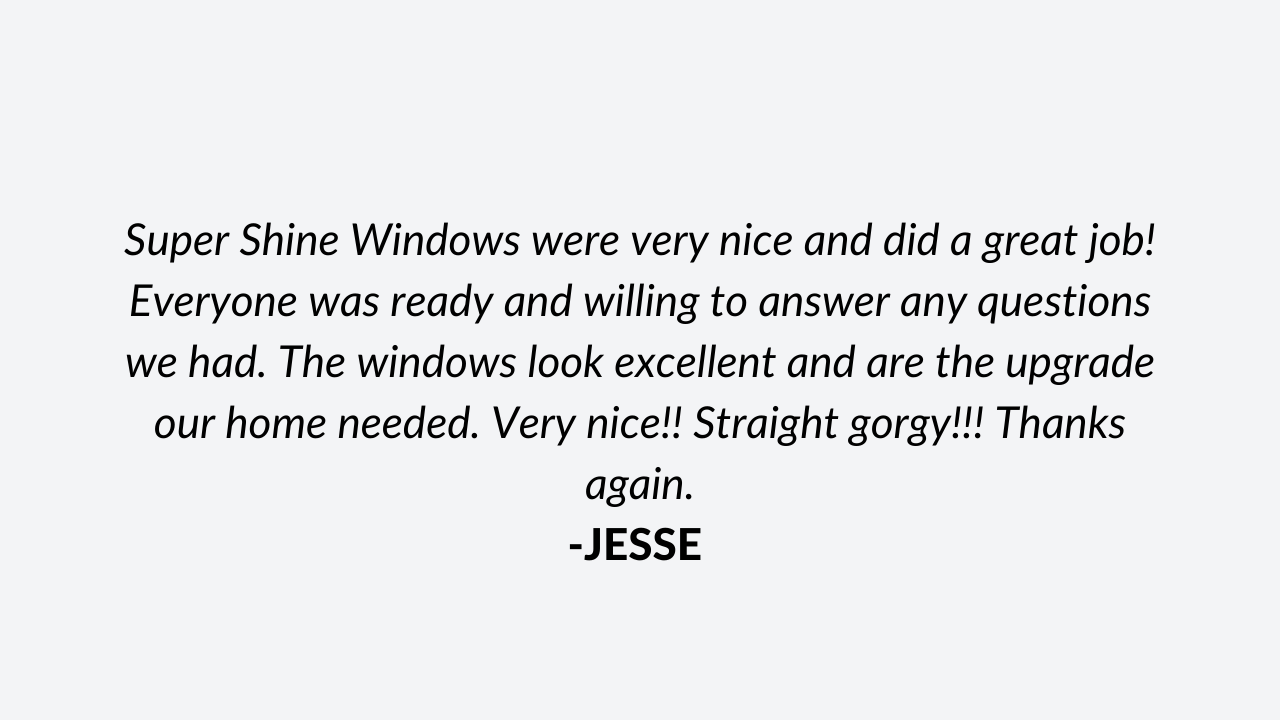 Super Shine Windows were very nice and did a great job!
Everyone was ready and willing to answer any questions
we had. The windows look excellent and are the upgrade
our home needed. Very nice!! Straight gorgy!!! Thanks
again.
-JESSE